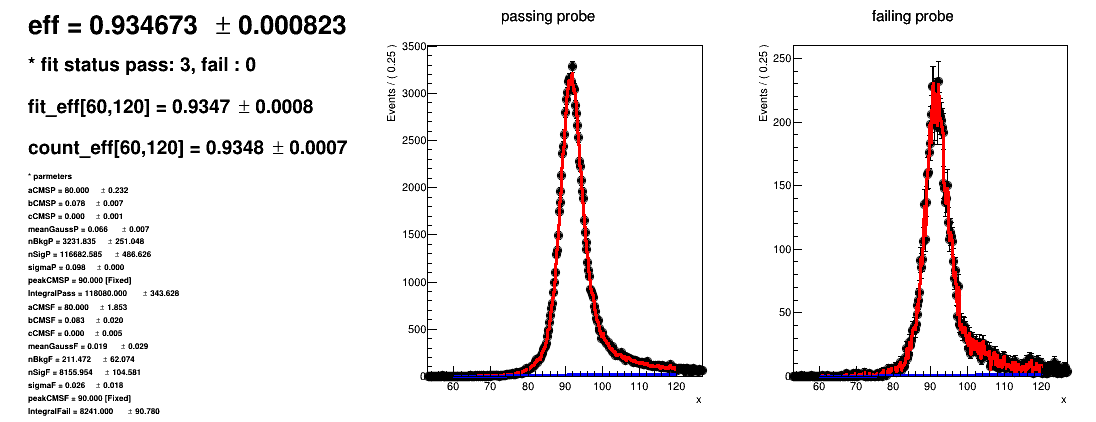 eff = 0.934673 ± 0.000823
* fit status pass: 3, fail : 0
fit_eff[60,120] = 0.9347 ± 0.0008
count_eff[60,120] = 0.9348 ± 0.0007
* parmeters
aCMSP = 80.000 ± 0.232
bCMSP = 0.078 ± 0.007
cCMSP = 0.000 ± 0.001
meanGaussP = 0.066 ± 0.007
nBkgP = 3231.835 ± 251.048
nSigP = 116682.585 ± 486.626
sigmaP = 0.098 ± 0.000
peakCMSP = 90.000 [Fixed]
IntegralPass = 118080.000 ± 343.628
aCMSF = 80.000 ± 1.853
bCMSF = 0.083 ± 0.020
cCMSF = 0.000 ± 0.005
meanGaussF = 0.019 ± 0.029
nBkgF = 211.472 ± 62.074
nSigF = 8155.954 ± 104.581
sigmaF = 0.026 ± 0.018
peakCMSF = 90.000 [Fixed]
IntegralFail = 8241.000 ± 90.780
passing probe
Events / ( 0.25 )
3500
3000
2500
2000
1500
1000
500
0
60 70 80 90 100 110 120
x
failing probe
Events / ( 0.25 )
250
200
150
100
50
0
60 70 80 90 100 110 120
x